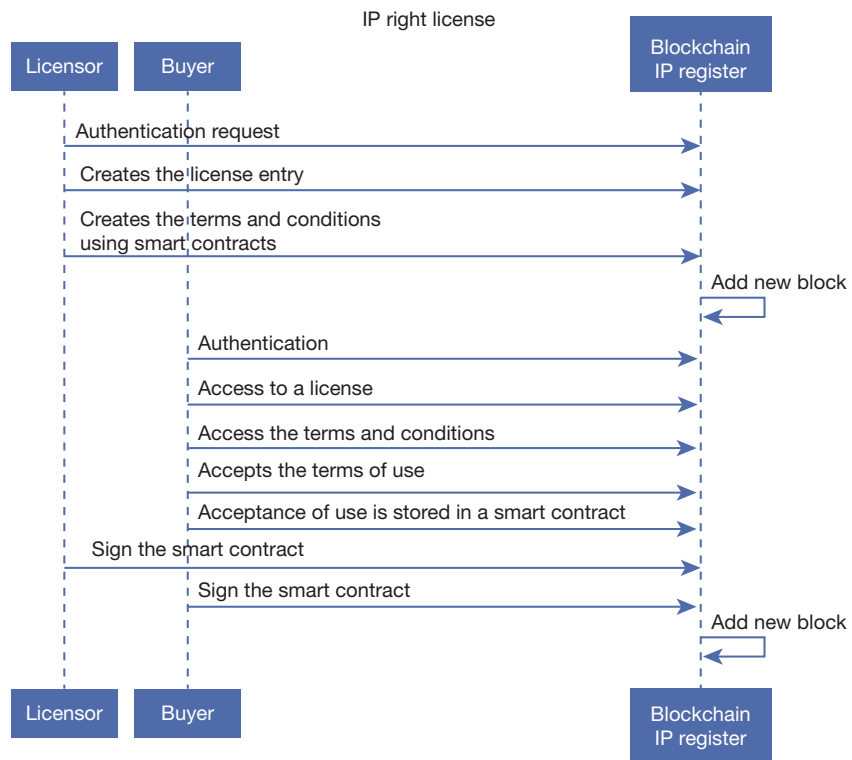 IP right license
Licensor
Buyer
Blockchain
IP register
Authentication request
Creates the license entry
Creates the terms and conditions
using smart contracts
Add new block
Authentication
Access to a license
Access the terms and conditions
Accepts the terms of use
Acceptance of use is stored in a smart contract
Sign the smart contract
Sign the smart contract
Add new block
Licensor
Buyer
Blockchain
IP register